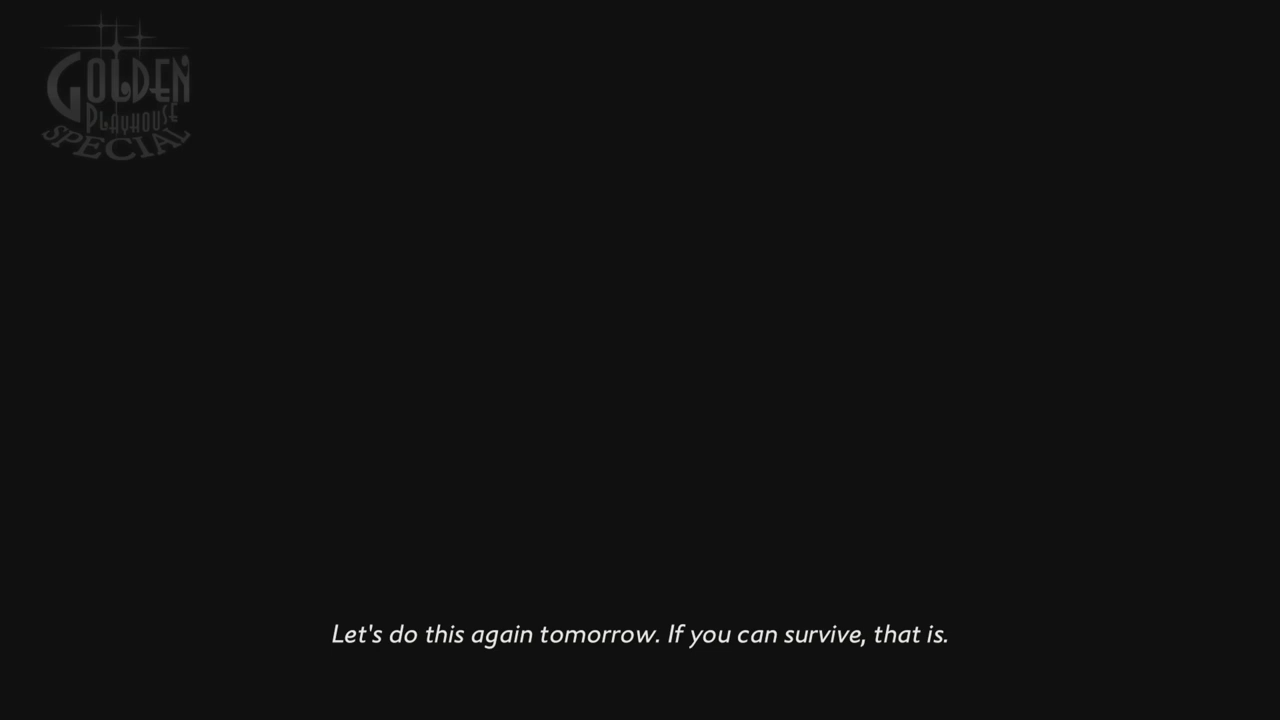 GOLDEN
PLAYHOUSE
SPECIAL
Let's do this again tomorrow. If you can survive, that is.